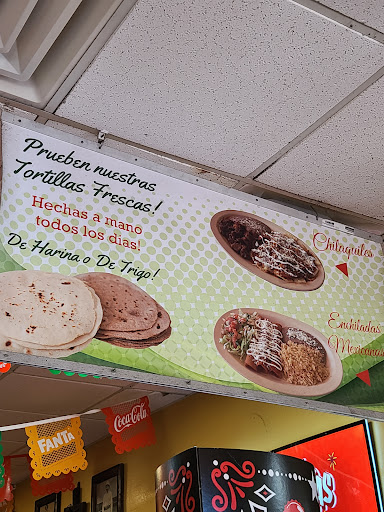 Prueben nuestras
Tortillas Frescas!
Hechas a mano
todos los dias!
De Harina o De Trigo!
Chilaquiles
Enchiladas
Mexicanas
FANTA
Coca-Cola